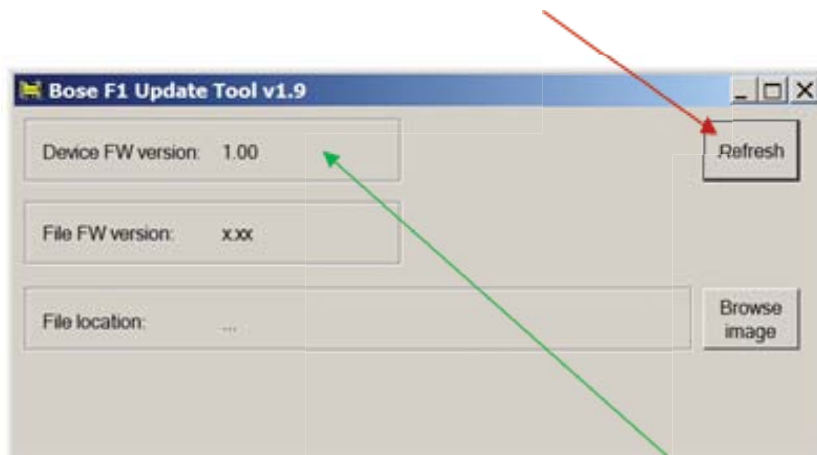 Bose F1 Update Tool v1.9
Device FW version: 1.00
Refresh
File FW version: x.xx
File location: ...
Browse
image